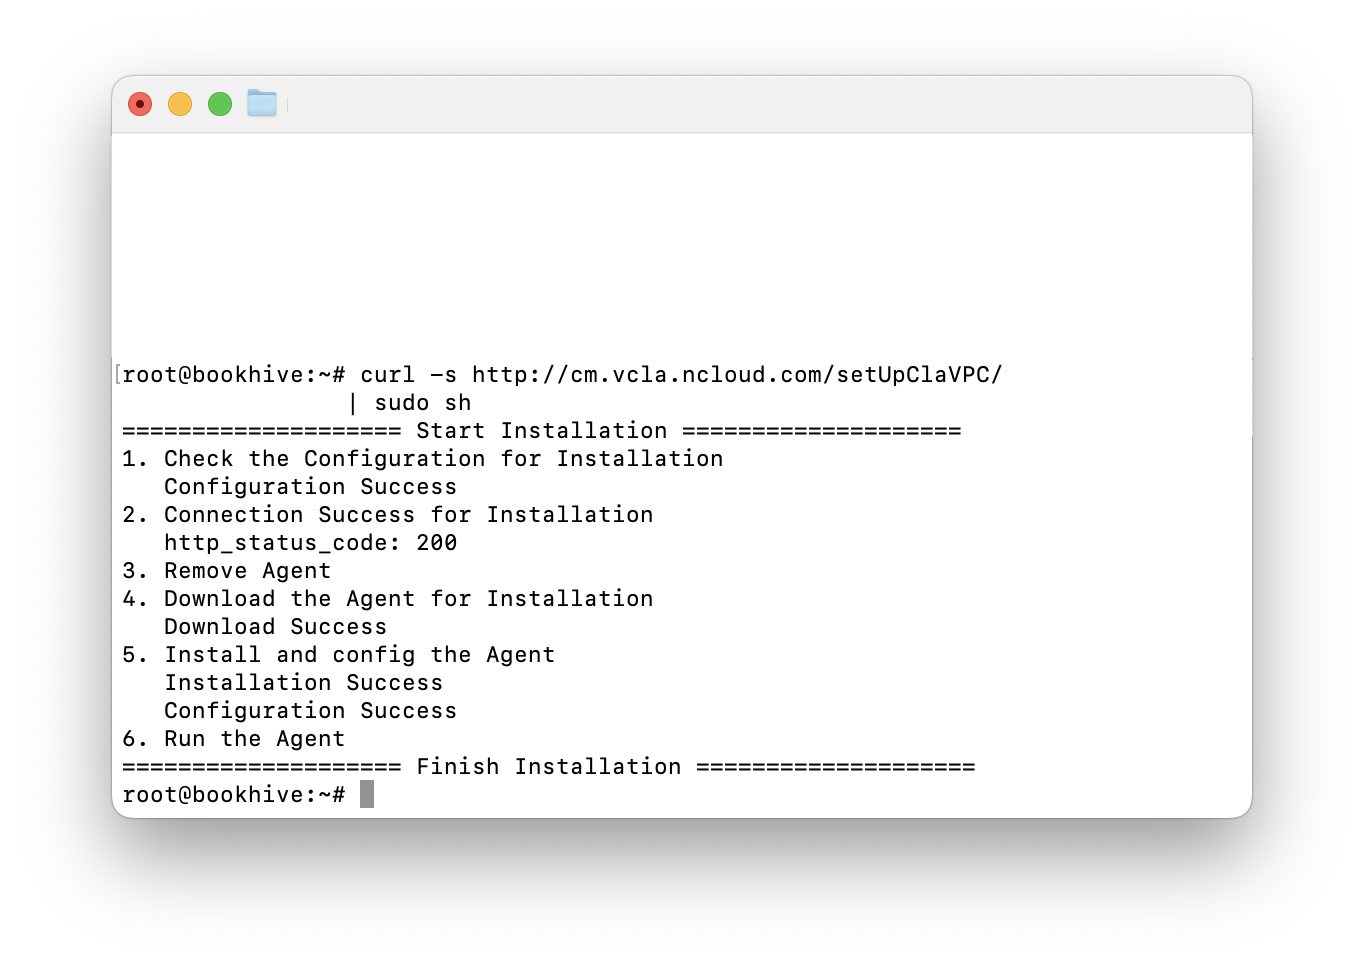 root@bookhive:~# curl -s http://cm.vcla.ncloud.com/setUpClaVPC/
| sudo sh
==================== Start Installation ====================
1. Check the Configuration for Installation
Configuration Success
2. Connection Success for Installation
http_status_code: 200
3. Remove Agent
4. Download the Agent for Installation
Download Success
5. Install and config the Agent
Installation Success
Configuration Success
6. Run the Agent
==================== Finish Installation ====================
root@bookhive:~#